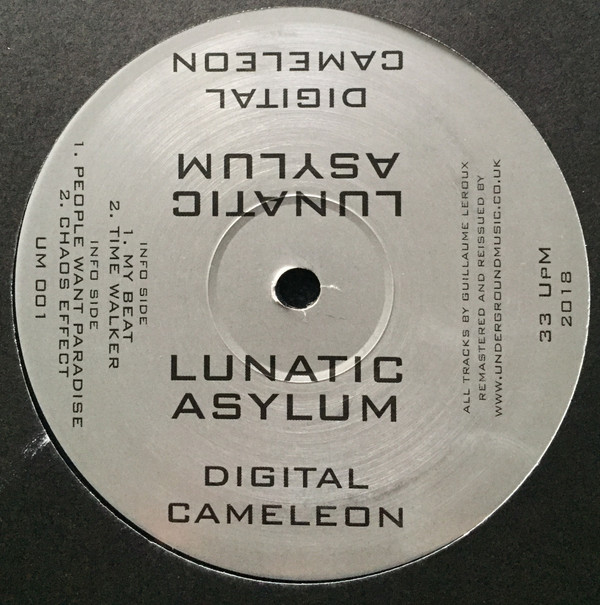 LUNATIC
ASYLUM
DIGITAL
CAMELEON
LUNATIC
ASYLUM
DIGITAL
CAMELEON
INFO SIDE
1. MY BEAT
2. TIME WALKER
INFO SIDE
1. PEOPLE WANT PARADISE
2. CHAOS EFFECT
UM 001
ALL TRACKS BY GUILLAUME LEROUX
REMASTERED AND REISSUED BY
WWW.UNDERGROUNDMUSIC.CO.UK
33 UPM
2018